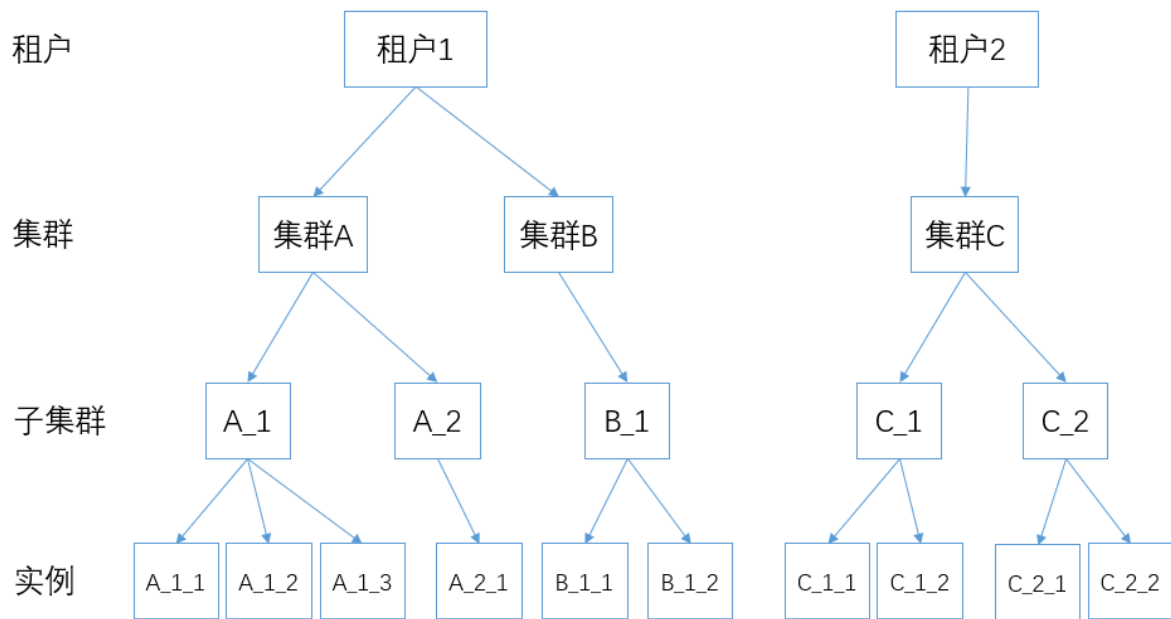 租户 租户1 租户2
集群 集群A 集群B 集群C
子集群 A_1 A_2 B_1 C_1 C_2
实例 A_1_1 A_1_2 A_1_3 A_2_1 B_1_1 B_1_2 C_1_1 C_1_2 C_2_1 C_2_2